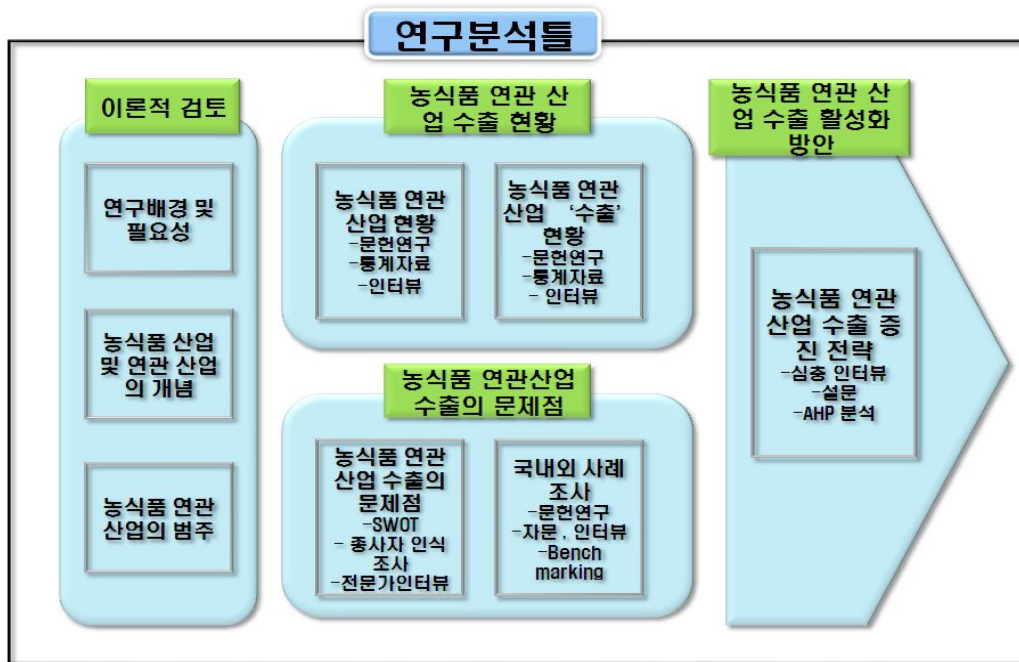 연구분석틀
이론적 검토
연구배경 및
필요성
농식품 산업
및 연관 산업
의 개념
농식품 연관
산업의 범주
농식품 연관 산
업 수출 현황
농식품 연관
산업 현황
-문헌연구
-통계자료
-인터뷰
농식품 연관
산업 ‘수출’
현황
-문헌연구
-통계자료
- 인터뷰
농식품 연관산업
수출의 문제점
농식품 연관
산업 수출의
문제점
-SWOT
- 종사자 인식
조사
-전문가인터뷰
국내외 사례
조사
-문헌연구
-자문 , 인터뷰
-Bench
marking
농식품 연관 산
업 수출 활성화
방안
농식품 연관
산업 수출 증
진 전략
-심층 인터뷰
-설문
-AHP 분석